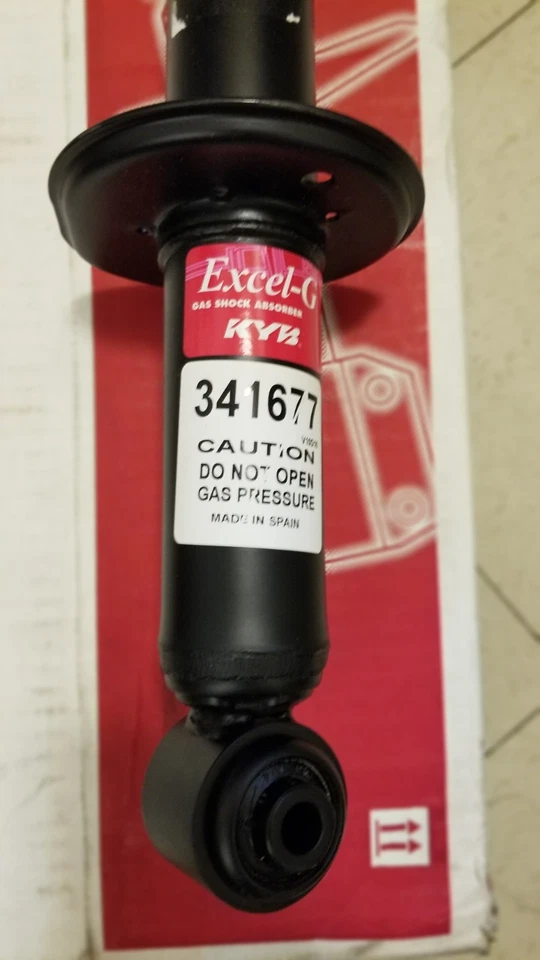 Excel-G
GAS SHOCK ABSORBER
KYB
341677
CAUTION
DO NOT OPEN
GAS PRESSURE
MADE IN SPAIN